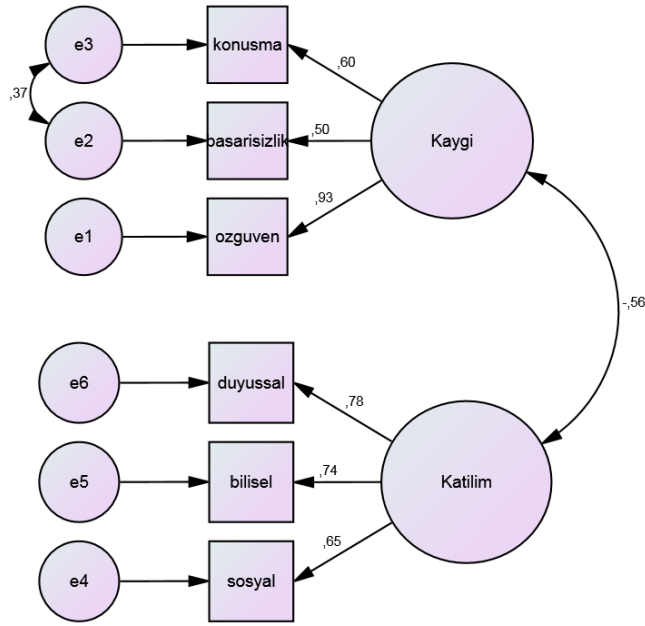 e3
konusma
,60
,37
e2
basarisizlik
,50
Kaygi
e1
ozguven
,93
-,56
e6
duyussal
,78
e5
bilisel
,74
Katilim
e4
sosyal
,65